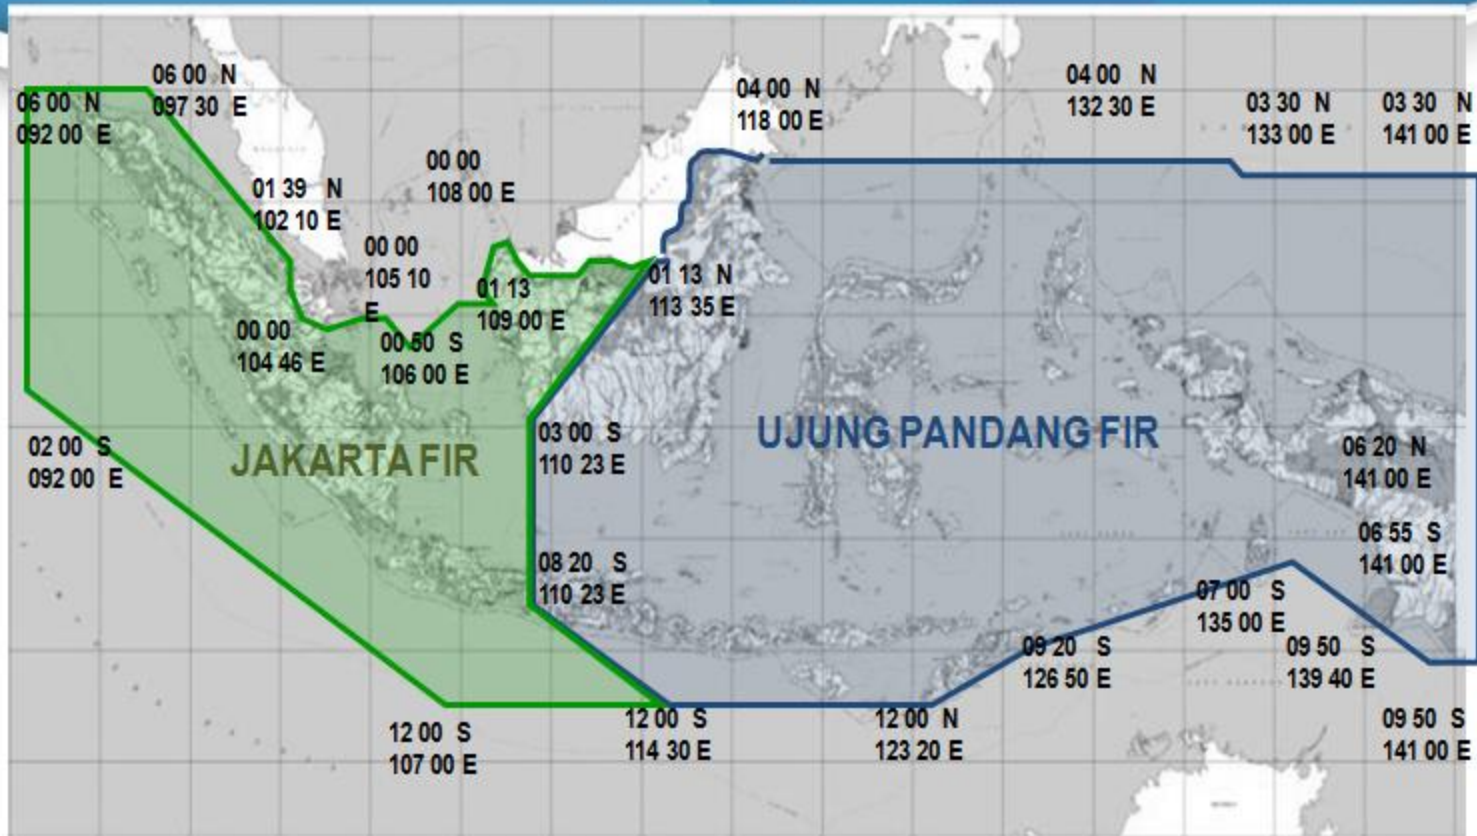 06 00 N
092 00 E
06 00 N
097 30 E
01 39 N
102 10 E
00 00
108 00 E
00 00
105 10
E
00 00
104 46 E
00 50 S
106 00 E
01 13
109 00 E
01 13 N
113 35 E
04 00 N
118 00 E
04 00 N
132 30 E
03 30 N
133 00 E
03 30 N
141 00 E
02 00 S
092 00 E
JAKARTA FIR
03 00 S
110 23 E
UJUNG PANDANG FIR
06 20 N
141 00 E
06 55 S
141 00 E
08 20 S
110 23 E
07 00 S
135 00 E
09 20 S
126 50 E
09 50 S
139 40 E
12 00 S
107 00 E
12 00 S
114 30 E
12 00 N
123 20 E
09 50 S
141 00 E